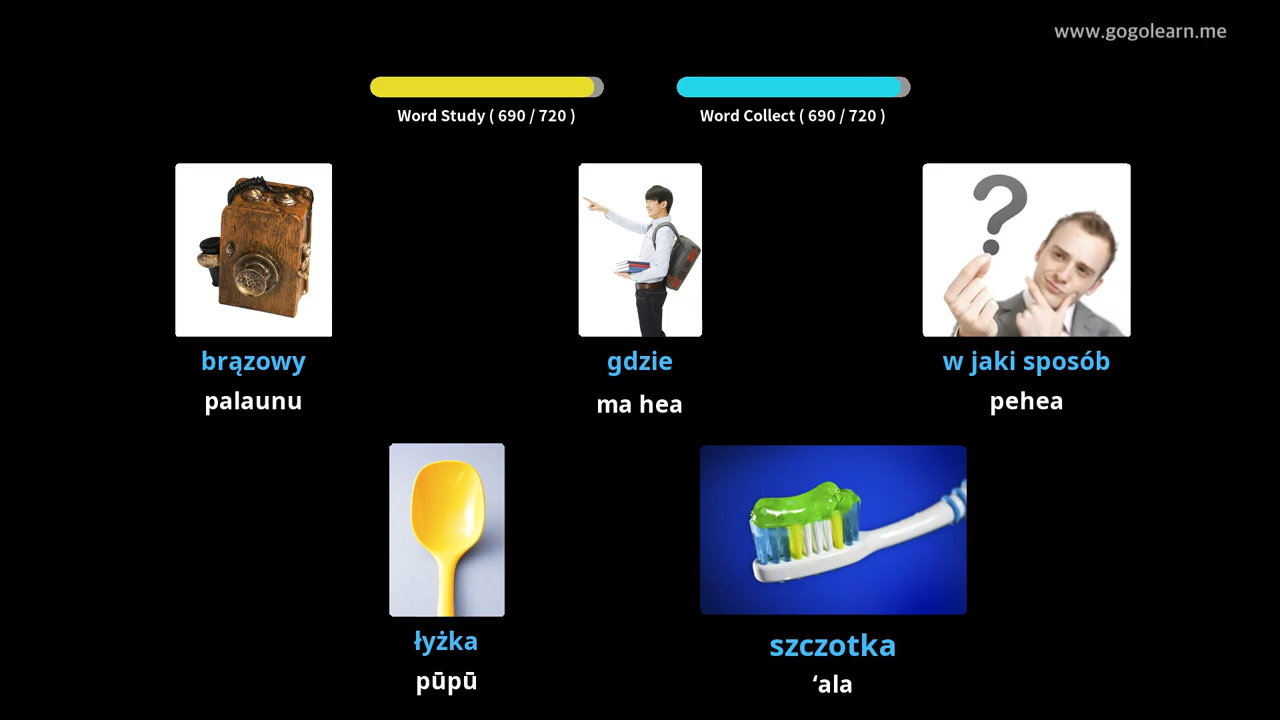 www.gogolearn.me
Word Study ( 690 / 720 )
Word Collect ( 690 / 720 )
brązowy
palaunu
gdzie
ma hea
w jaki sposób
pehea
łyżka
pūpū
szczotka
ʻala